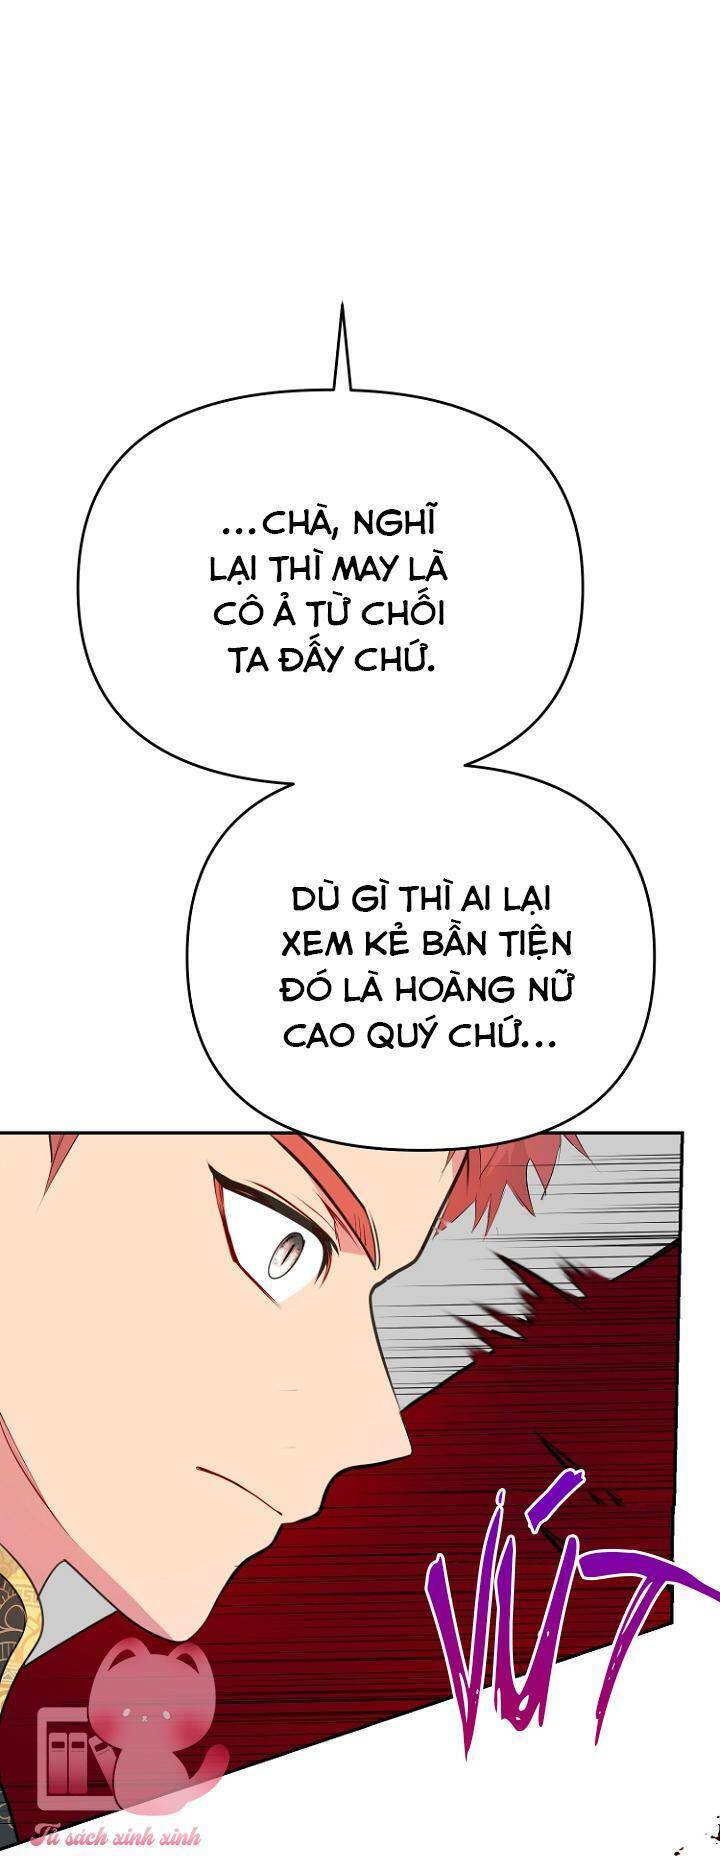 ...CHÀ, NGHĨ
LẠI THÌ MAY LÀ
CÔ Ả TỪ CHỐI
TA ĐẤY CHỨ.
DÙ GÌ THÌ AI LẠI
XEM KẺ BẦN TIỆN
ĐÓ LÀ HOÀNG NỮ
CAO QUÝ CHỨ...
VÚT
Tủ sách xinh xinh